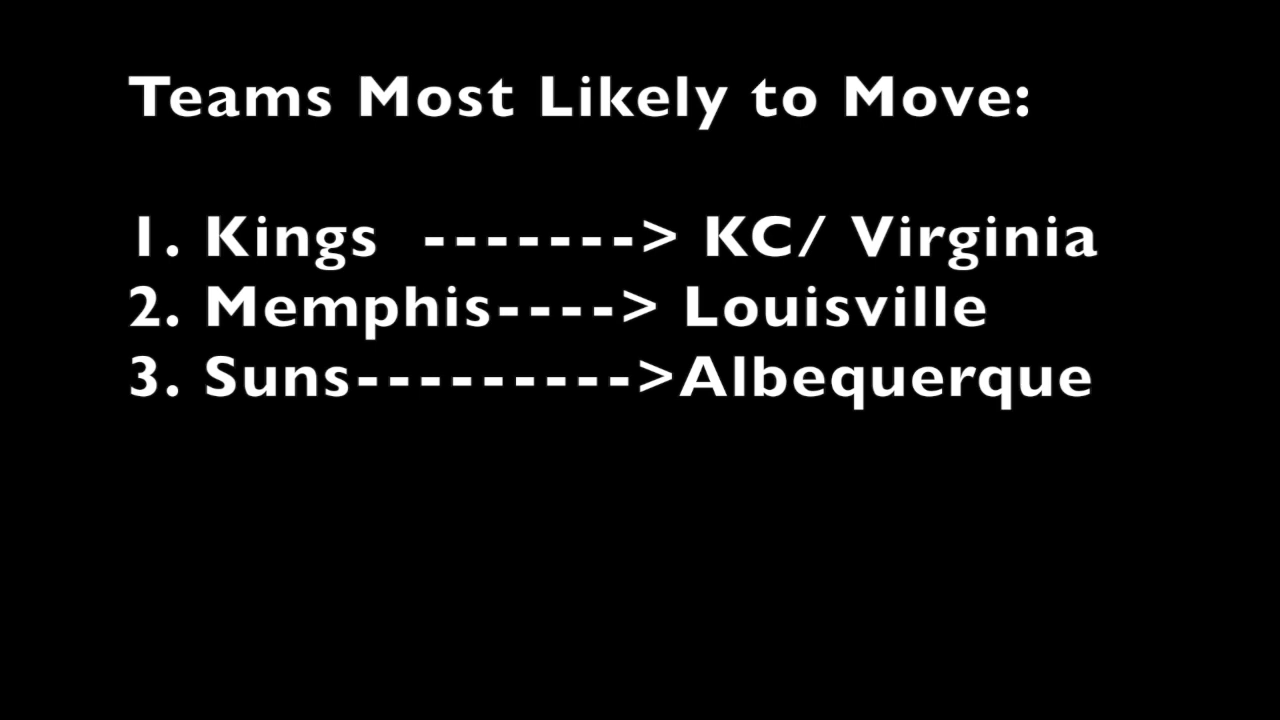 Teams Most Likely to Move:
1. Kings -------> KC/ Virginia
2. Memphis----> Louisville
3. Suns--------->Albequerque